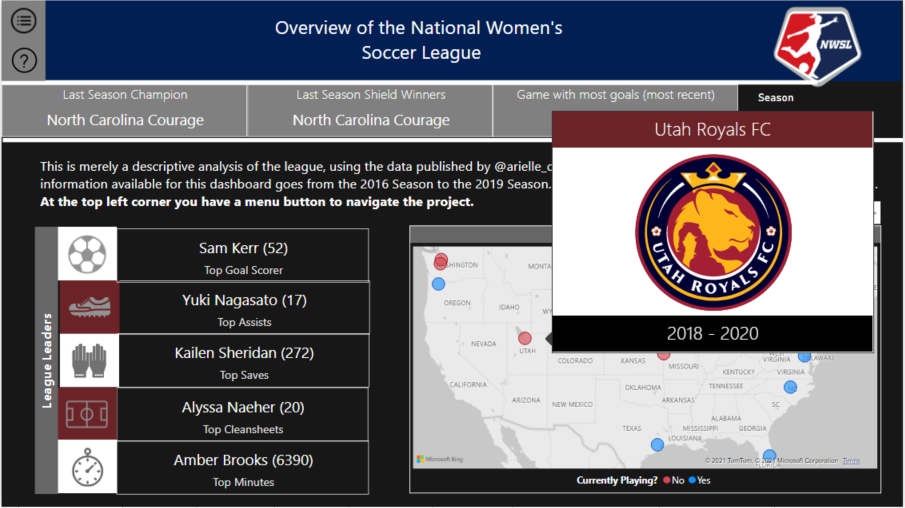 Overview of the National Women's
Soccer League
NWSL
Last Season Champion
North Carolina Courage
Last Season Shield Winners
North Carolina Courage
Game with most goals (most recent)
Season
This is merely a descriptive analysis of the league, using the data published by
information available for this dashboard goes from the 2016 Season to the 2019 Season.
At the top left corner you have a menu button to navigate the project.
Utah Royals FC
UTAH ROYALS FC
2018 - 2020
League Leaders
Sam Kerr (52)
Top Goal Scorer
Yuki Nagasato (17)
Top Assists
Kailen Sheridan (272)
Top Saves
Alyssa Naeher (20)
Top Cleansheets
Amber Brooks (6390)
Top Minutes
OREGON
IDAHO
NEVADA
UTAH
COLORADO
KANSAS
MISSOURI
KENTUCKY
VIRGINIA
CALIFORNIA
OKLAHOMA
TENNESSEE
ARIZONA
NEW MEXICO
ARKANSAS
SC
ALABAMA
TEXAS
MISSISSIPPI
GEORGIA
LOUISIANA
Microsoft Bing
© 2021 TomTom, © 2021 Microsoft Corporation Terms
Currently Playing? No Yes